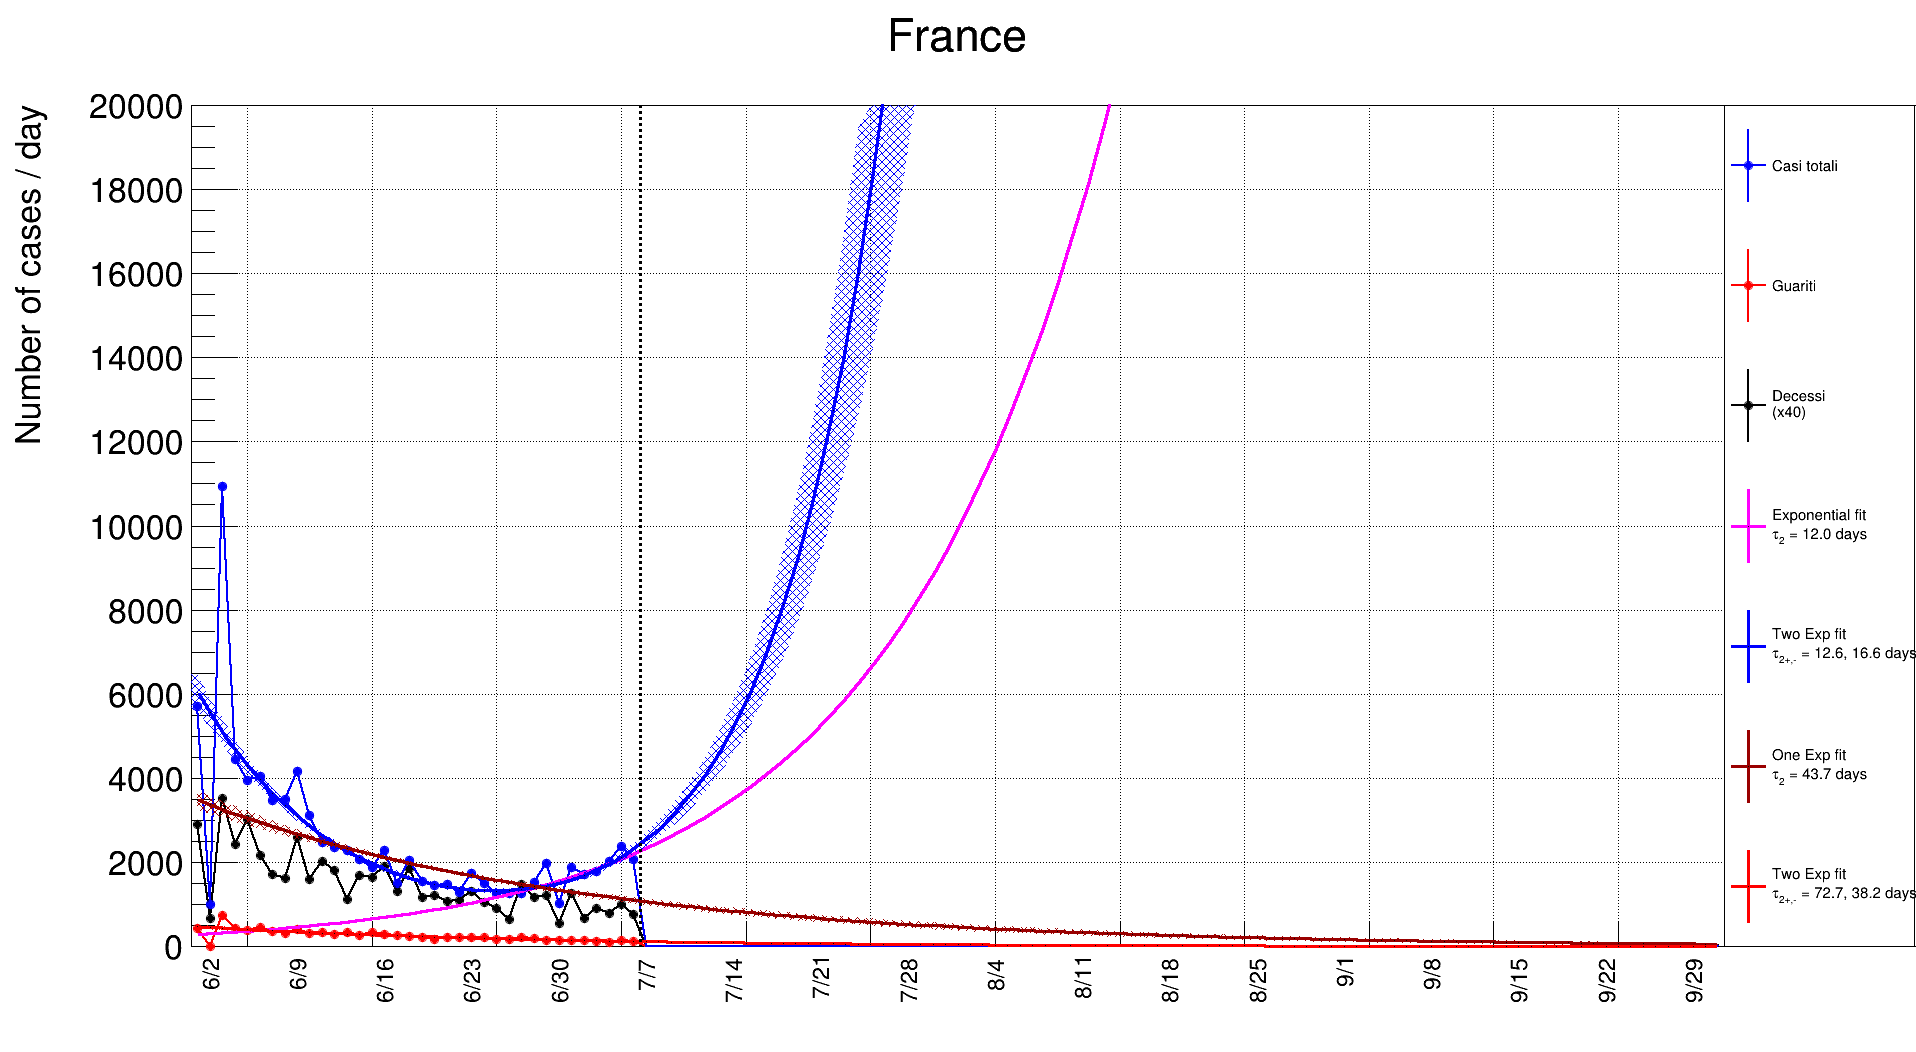 France
Number of cases / day
20000
18000
16000
14000
12000
10000
8000
6000
4000
2000
0
6/2
6/9
6/16
6/23
6/30
7/7
7/14
7/21
7/28
8/4
8/11
8/18
8/25
9/1
9/8
9/15
9/22
9/29
Casi totali
Guariti
Decessi
(x40)
Exponential fit
τ2 = 12.0 days
Two Exp fit
τ2+,- = 12.6, 16.6 days
One Exp fit
τ2 = 43.7 days
Two Exp fit
τ2+,- = 72.7, 38.2 days